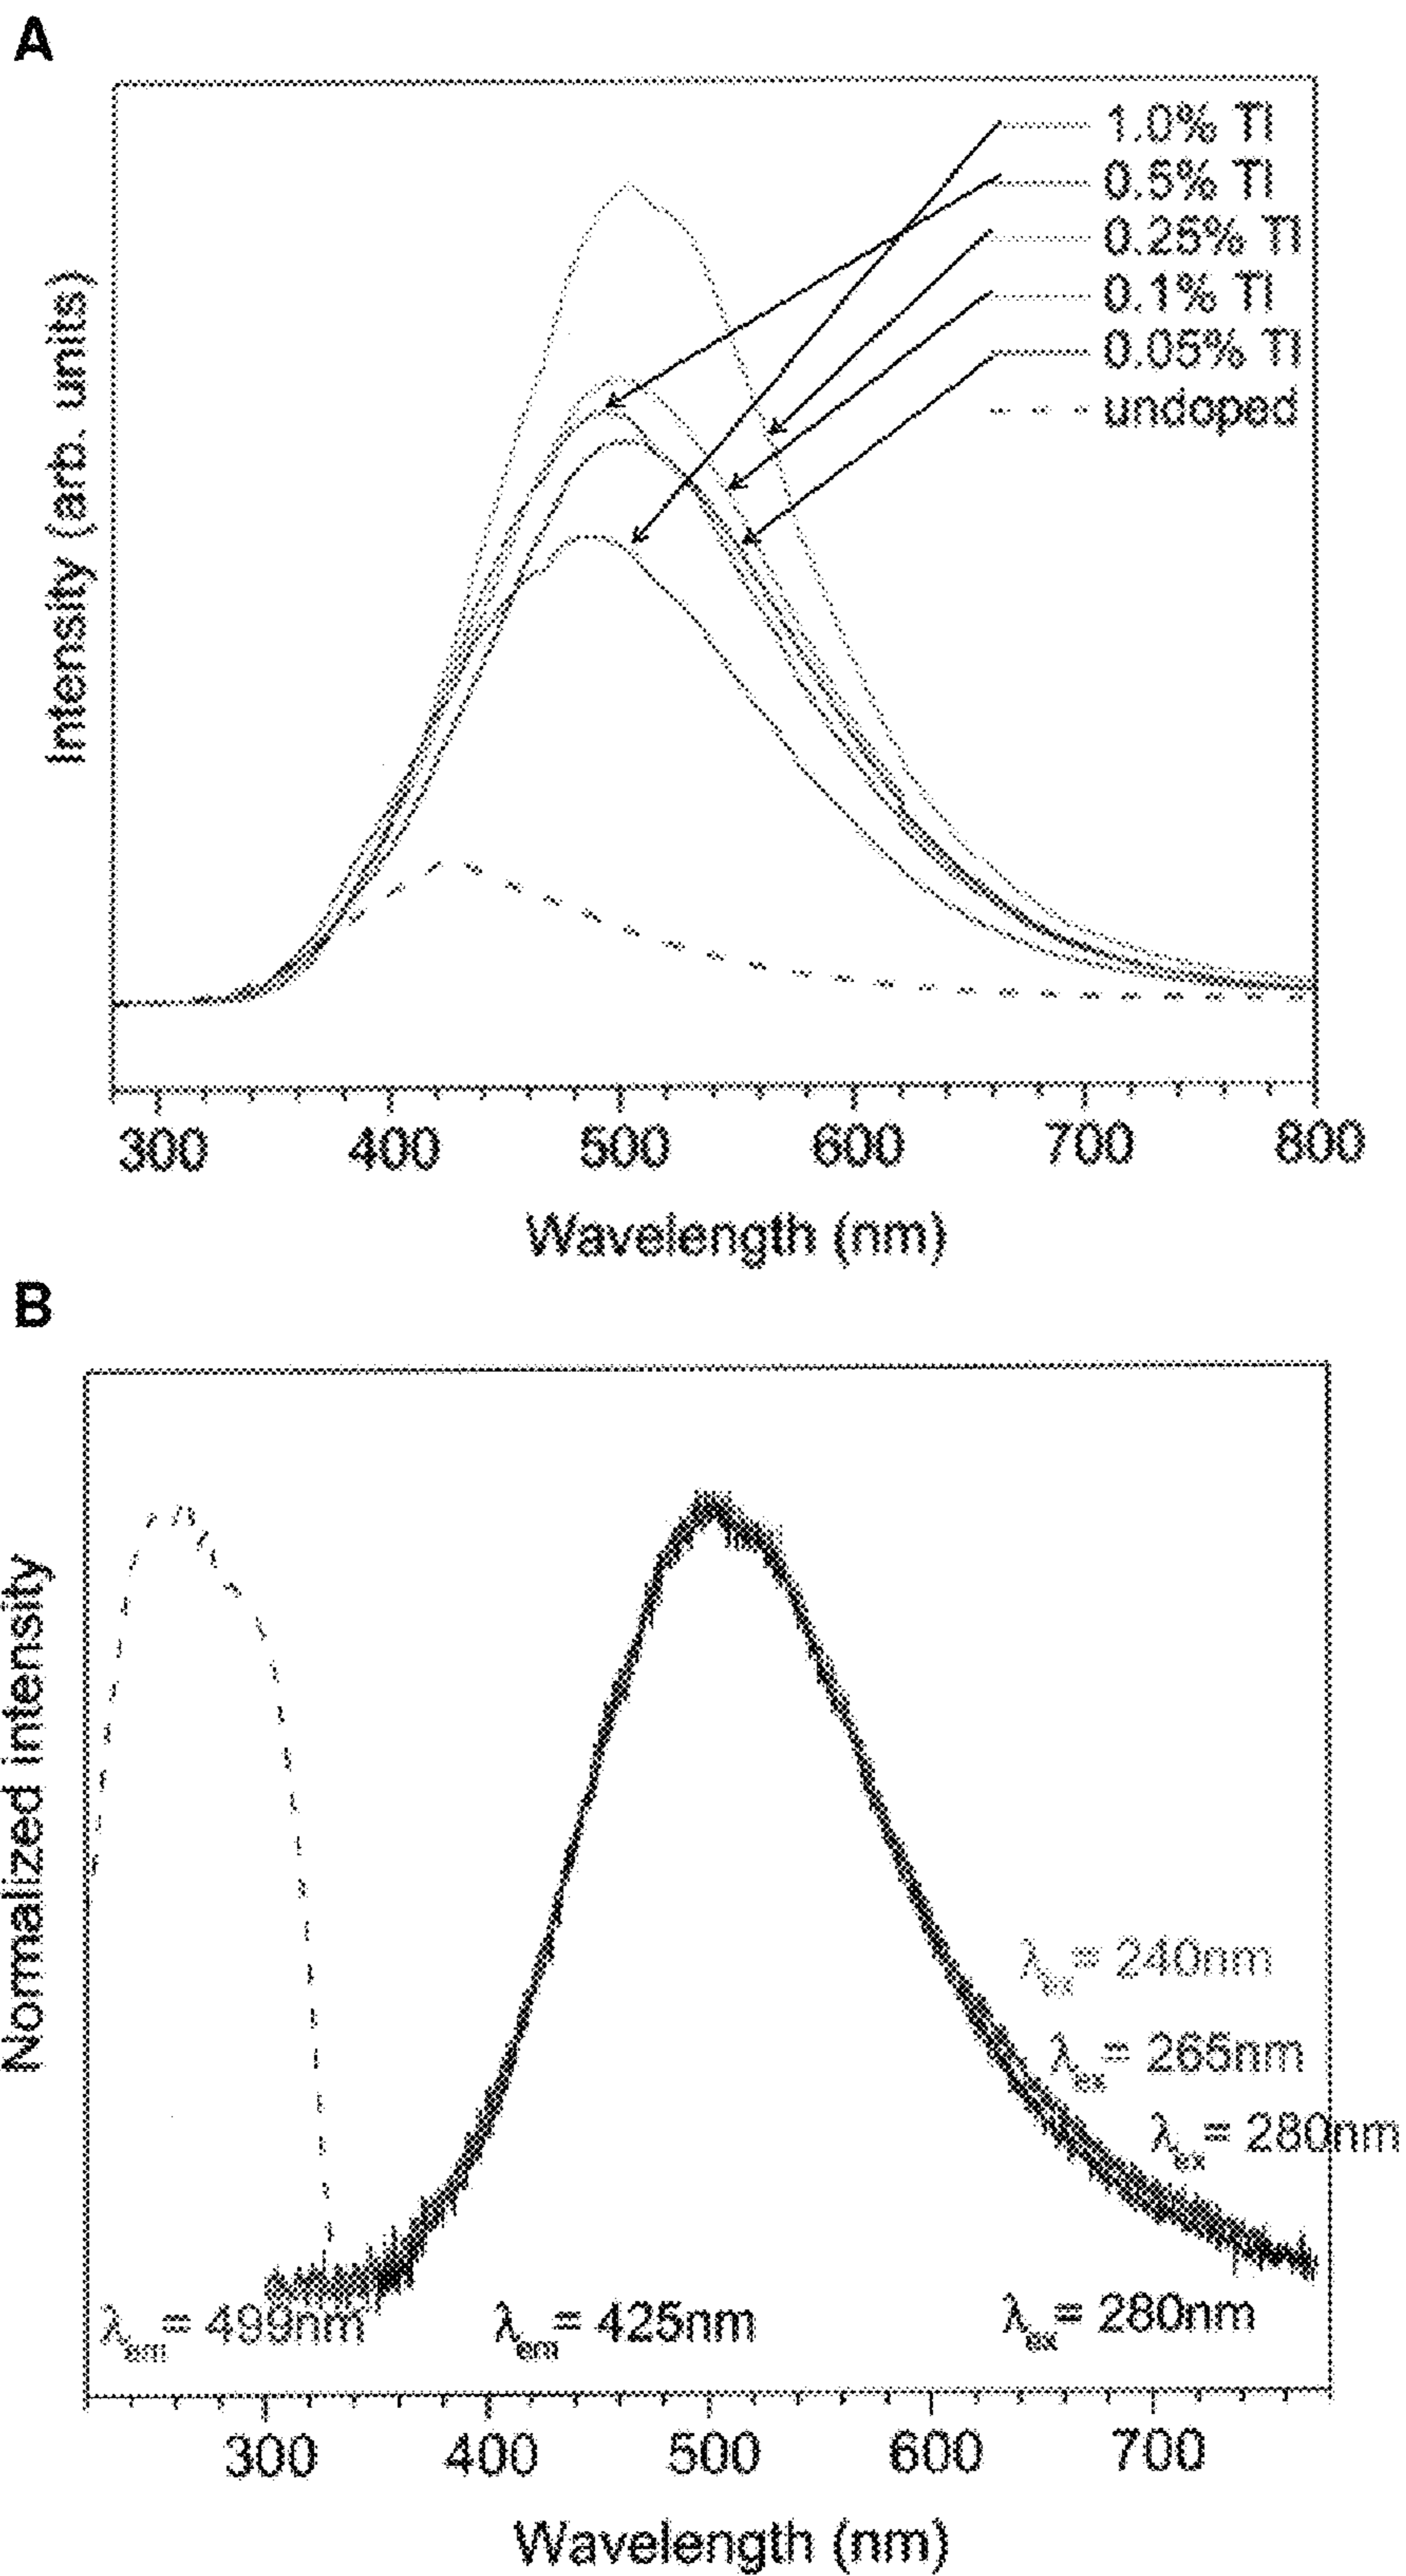 A
1.0% Tl
0.5% Tl
0.25% Tl
0.1% Tl
0.05% Tl
undoped
Intensity (arb. units)
300 400 500 600 700 800
Wavelength (nm)
B
Normalized intensity
λex= 240nm
λex= 265nm
λex= 280nm
λem= 499nm λem= 425nm λex= 280nm
300 400 500 600 700
Wavelength (nm)